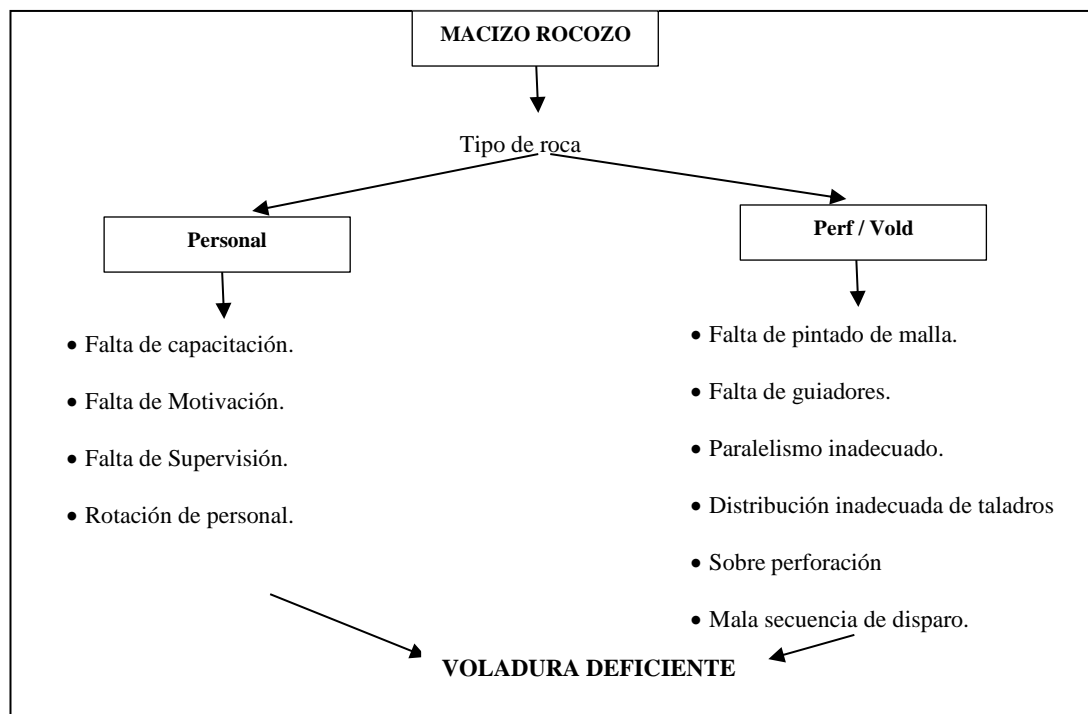 MACIZO ROCOZO
Tipo de roca
Personal
• Falta de capacitación.
• Falta de Motivación.
• Falta de Supervisión.
• Rotación de personal.
Perf / Vold
• Falta de pintado de malla.
• Falta de guiadores.
• Paralelismo inadecuado.
• Distribución inadecuada de taladros
• Sobre perforación
• Mala secuencia de disparo.
VOLADURA DEFICIENTE